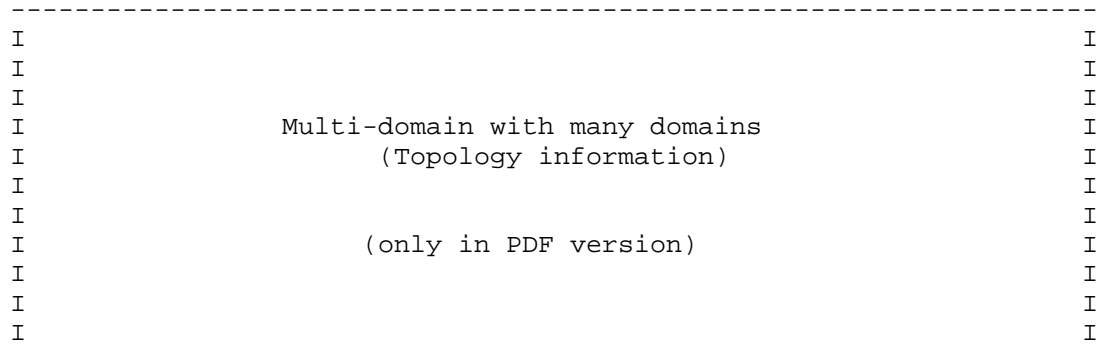 --------------------------------------------------------------------
I                                                                  I
I                                                                  I
I                                                                  I
I                Multi-domain with many domains                    I
I                      (Topology information)                      I
I                                                                  I
I                                                                  I
I                     (only in PDF version)                        I
I                                                                  I
I                                                                  I
I                                                                  I